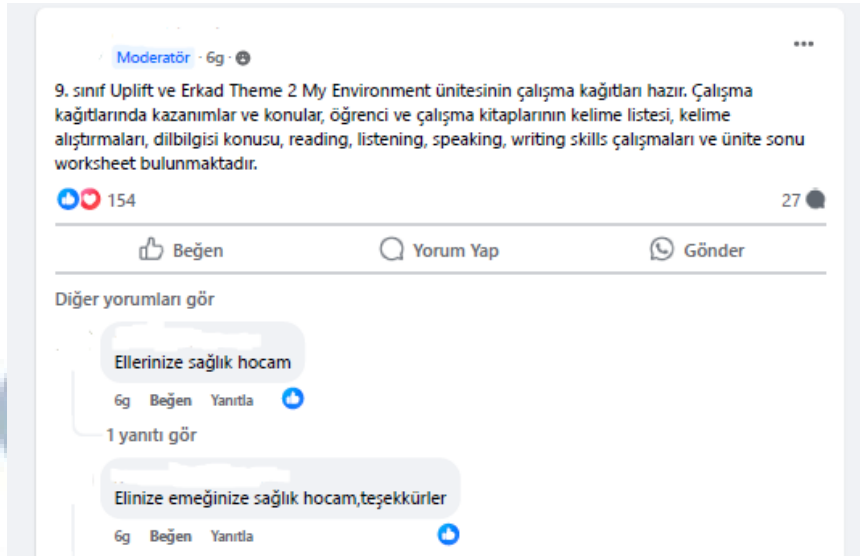 Moderatör · 6g ·
9. sınıf Uplift ve Erkad Theme 2 My Environment ünitesinin çalışma kağıtları hazır. Çalışma
kağıtlarında kazanımlar ve konular, öğrenci ve çalışma kitaplarının kelime listesi, kelime
alıştırmaları, dilbilgisi konusu, reading, listening, speaking, writing skills çalışmaları ve ünite sonu
worksheet bulunmaktadır.
154 27
Beğen Yorum Yap Gönder
Diğer yorumları gör
Ellerinize sağlık hocam
6g Beğen Yanıtla
1 yanıtı gör
Elinize emeğinize sağlık hocam,teşekkürler
6g Beğen Yanıtla